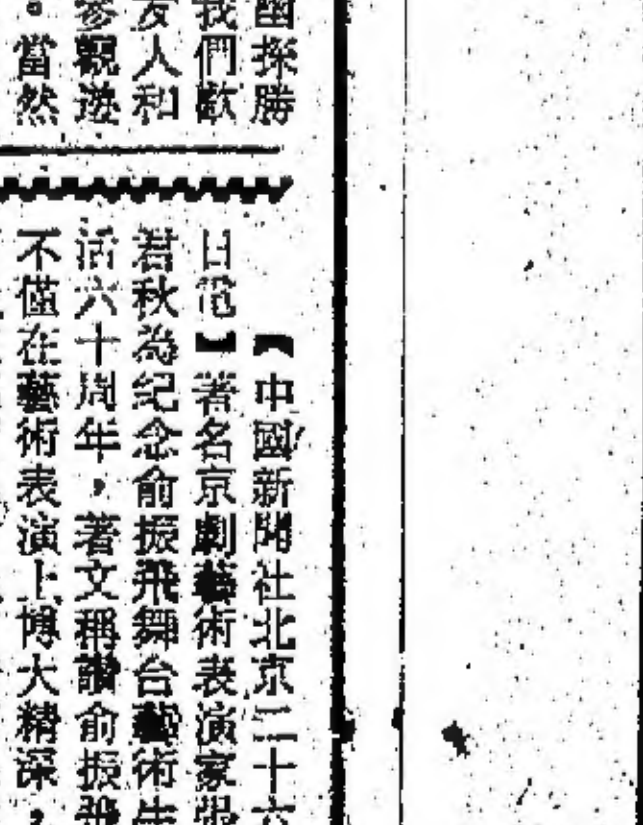 探勝
我們歡
友人和
參觀遊
。當然
【中國新聞社北京二十六
日電】著名京劇藝術表演家張
君秋為紀念俞振飛舞台藝術生
活六十周年，著文稱讚俞振飛
不僅在藝術表演上博大精深，